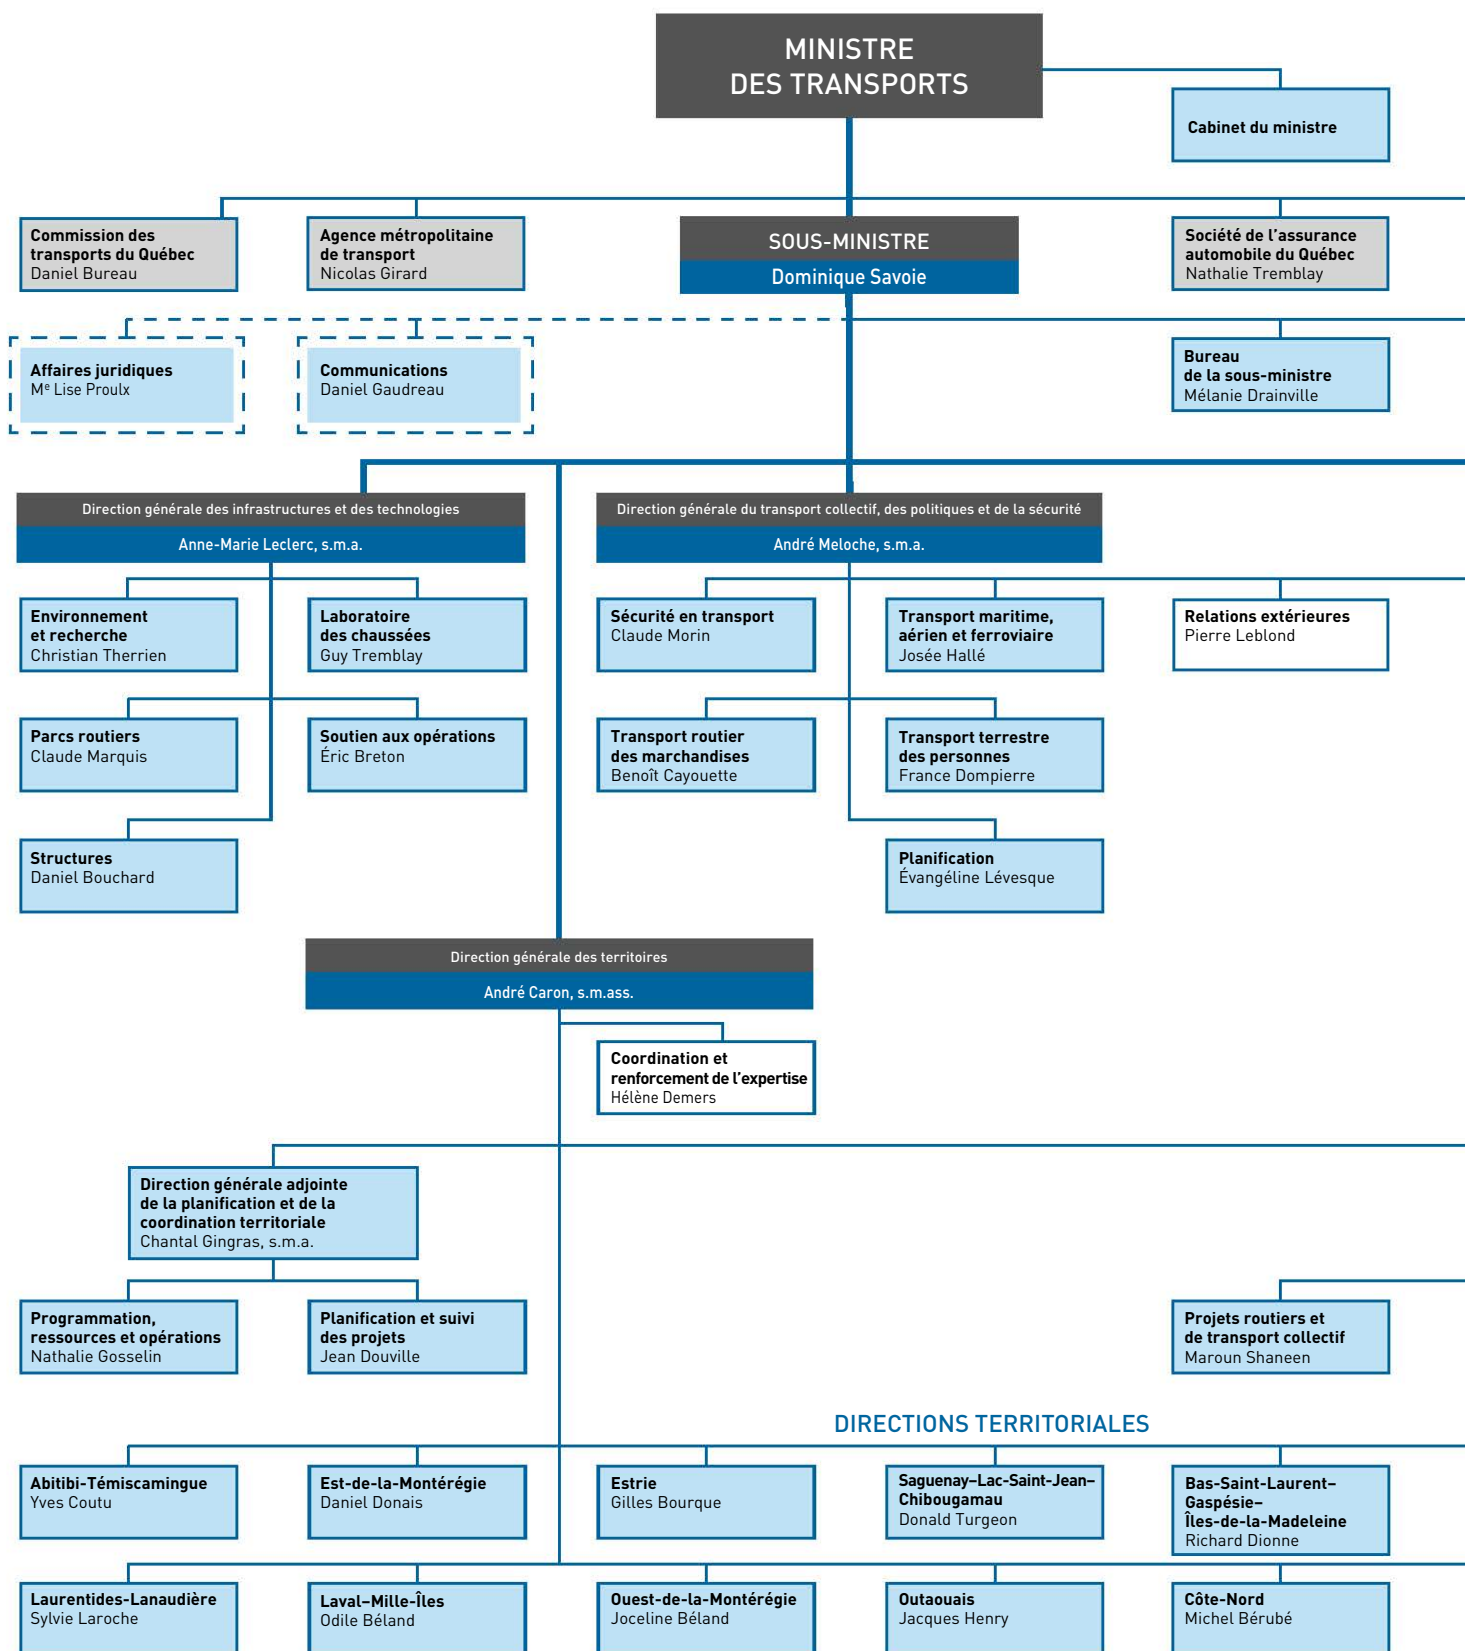 MINISTRE
DES TRANSPORTS
Cabinet du ministre
Commission des
transports du Québec
Daniel Bureau
Agence métropolitaine
de transport
Nicolas Girard
SOUS-MINISTRE
Dominique Savoie
Société de l'assurance
automobile du Québec
Nathalie Tremblay
Affaires juridiques
Me Lise Proulx
Communications
Daniel Gaudreau
Bureau
de la sous-ministre
Mélanie Drainville
Direction générale des infrastructures et des technologies
Anne-Marie Leclerc, s.m.a.
Direction générale du transport collectif, des politiques et de la sécurité
André Meloche, s.m.a.
Environnement
et recherche
Christian Therrien
Laboratoire
des chaussées
Guy Tremblay
Sécurité en transport
Claude Morin
Transport maritime,
aérien et ferroviaire
Josée Hallé
Relations extérieures
Pierre Leblond
Parcs routiers
Claude Marquis
Soutien aux opérations
Éric Breton
Transport routier
des marchandises
Benoît Cayouette
Transport terrestre
des personnes
France Dompierre
Structures
Daniel Bouchard
Planification
Évangéline Lévesque
Direction générale des territoires
André Caron, s.m.ass.
Coordination et
renforcement de l'expertise
Hélène Demers
Direction générale adjointe
de la planification et de la
coordination territoriale
Chantal Gingras, s.m.a.
Programmation,
ressources et opérations
Nathalie Gosselin
Planification et suivi
des projets
Jean Douville
Projets routiers et
de transport collectif
Maroun Shaneen
DIRECTIONS TERRITORIALES
Abitibi-Témiscamingue
Yves Coutu
Est-de-la-Montérégie
Daniel Donais
Estrie
Gilles Bourque
Saguenay–Lac-Saint-Jean–
Chibougamau
Donald Turgeon
Bas-Saint-Laurent–
Gaspésie–
Îles-de-la-Madeleine
Richard Dionne
Laurentides-Lanaudière
Sylvie Laroche
Laval–Mille-Îles
Odile Béland
Ouest-de-la-Montérégie
Joceline Béland
Outaouais
Jacques Henry
Côte-Nord
Michel Bérubé